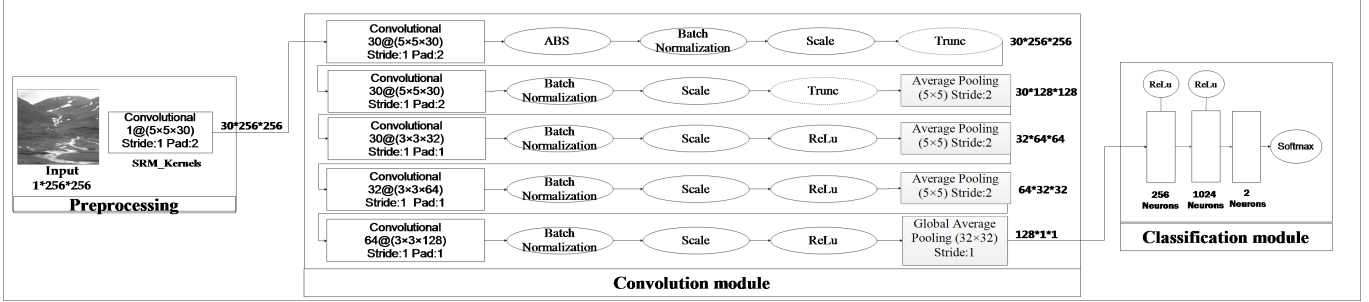 Input
1*256*256
Convolutional
1@(5×5×30)
Stride:1 Pad:2
SRM_Kernels
30*256*256
Preprocessing
Convolutional
30@(5×5×30)
Stride:1 Pad:2
ABS
Batch
Normalization
Scale
Trunc
30*256*256
Convolutional
30@(5×5×30)
Stride:1 Pad:2
Batch
Normalization
Scale
Trunc
Average Pooling
(5×5) Stride:2
30*128*128
Convolutional
30@(3×3×32)
Stride:1 Pad:1
Batch
Normalization
Scale
ReLu
Average Pooling
(5×5) Stride:2
32*64*64
Convolutional
32@(3×3×64)
Stride:1 Pad:1
Batch
Normalization
Scale
ReLu
Average Pooling
(5×5) Stride:2
64*32*32
Convolutional
64@(3×3×128)
Stride:1 Pad:1
Batch
Normalization
Scale
ReLu
Global Average
Pooling (32×32)
Stride:1
128*1*1
Convolution module
ReLu
ReLu
Softmax
256
Neurons
1024
Neurons
2
Neurons
Classification module